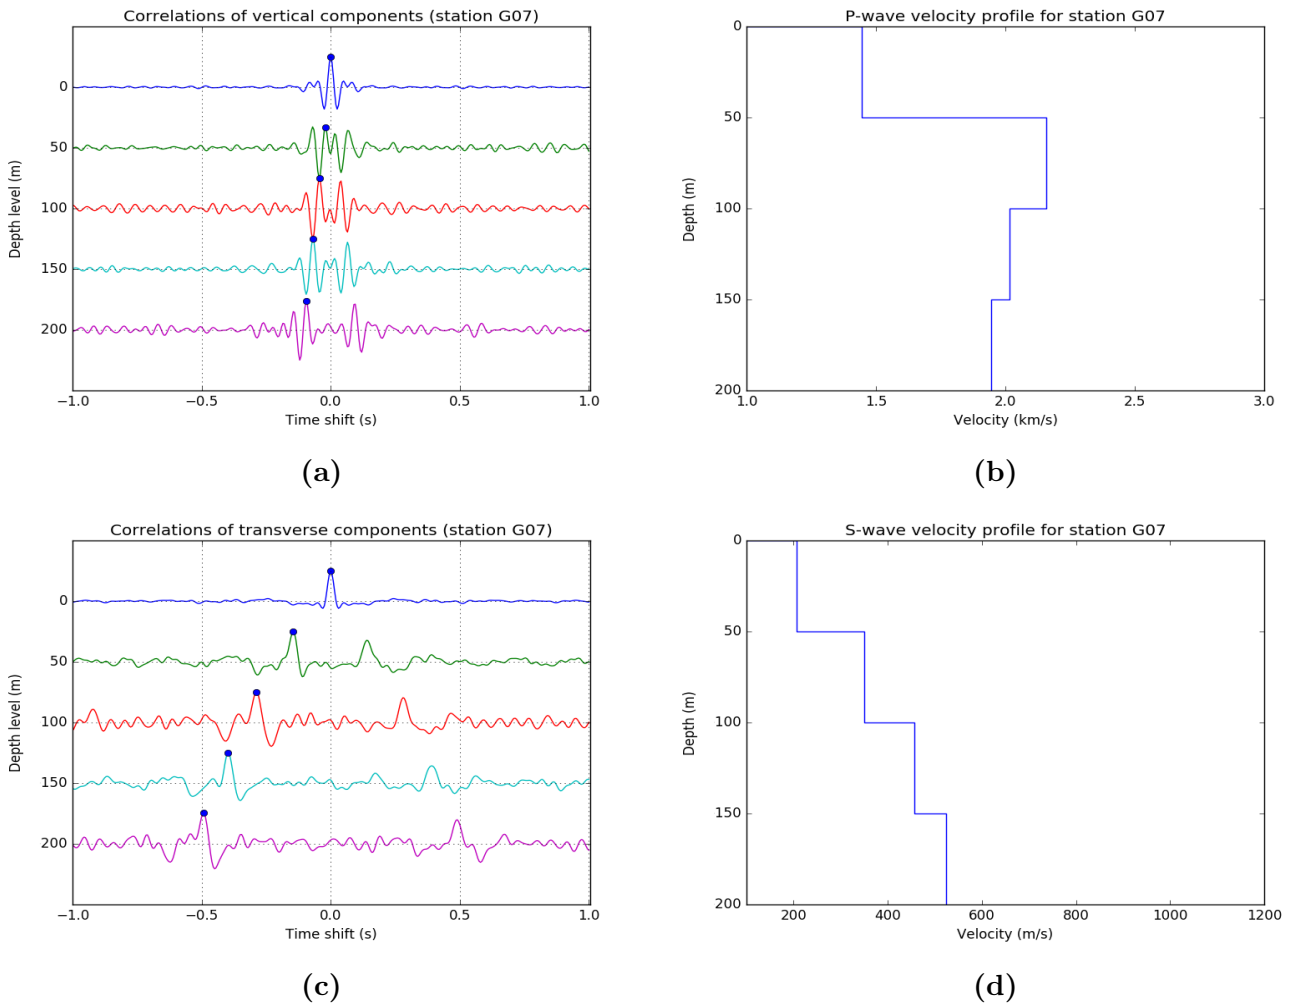 Correlations of vertical components (station G07)
Depth level (m)
0
50
100
150
200
−1.0 −0.5 0.0 0.5 1.0
Time shift (s)
(a)
P-wave velocity profile for station G07
Depth (m)
0
50
100
150
200
1.0 1.5 2.0 2.5 3.0
Velocity (km/s)
(b)
Correlations of transverse components (station G07)
Depth level (m)
0
50
100
150
200
−1.0 −0.5 0.0 0.5 1.0
Time shift (s)
(c)
S-wave velocity profile for station G07
Depth (m)
0
50
100
150
200
200 400 600 800 1000 1200
Velocity (m/s)
(d)